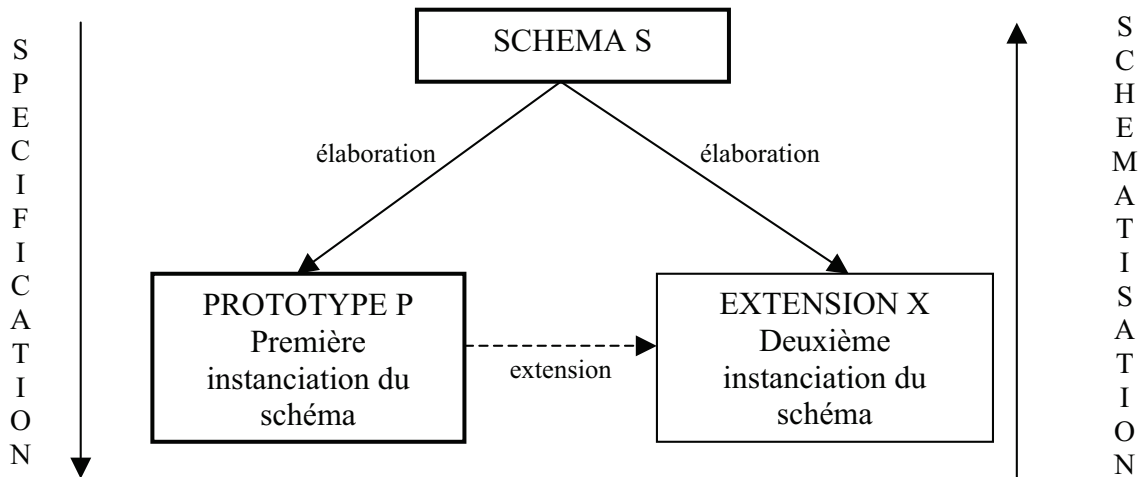 SPECIFICATION
SCHEMA S
SCHEMATISATION
élaboration
élaboration
PROTOTYPE P
Première
instanciation du
schéma
extension
EXTENSION X
Deuxième
instanciation du
schéma